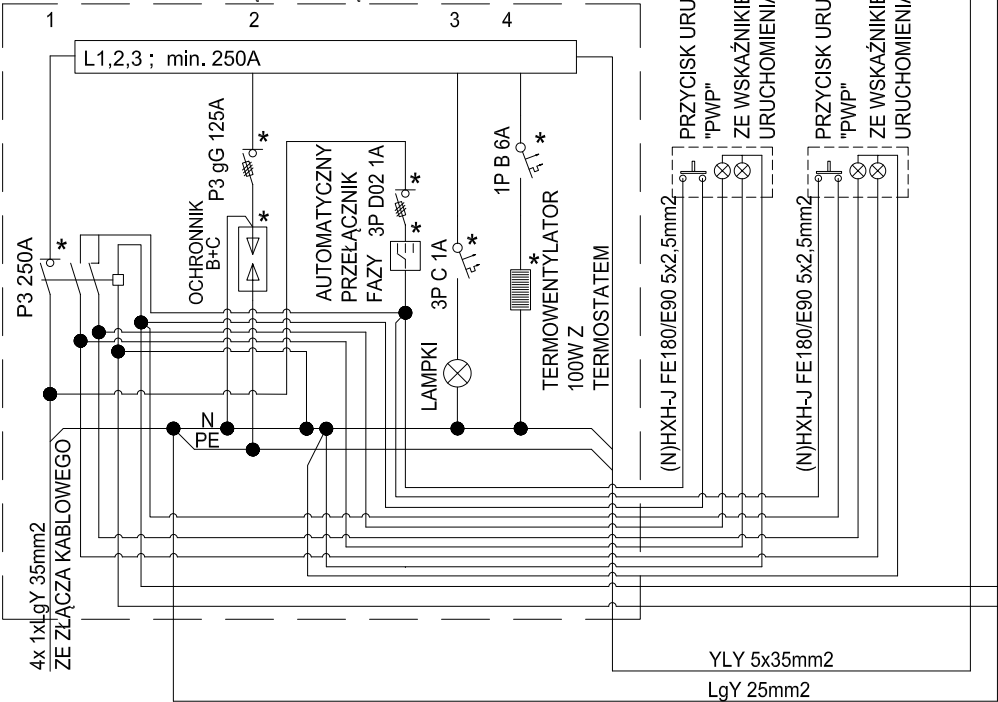 1
2
3
4
L1,2,3 ; min. 250A
P3 250A
P3 gG 125A
OCHRONNIK
B+C
AUTOMATYCZNY
PRZEŁĄCZNIK
FAZY 3P D02 1A
3P C 1A
LAMPKI
1P B 6A
TERMOWENTYLATOR
100W Z
TERMOSTATEM
N
PE
4x 1xLgY 35mm2
ZE ZŁĄCZA KABLOWEGO
PRZYCISK URU
"PWP"
ZE WSKAŹNIKIE
URUCHOMIENIA
(N)HXH-J FE180/E90 5x2,5mm2
PRZYCISK URU
"PWP"
ZE WSKAŹNIKIE
URUCHOMIENIA
(N)HXH-J FE180/E90 5x2,5mm2
YLY 5x35mm2
LgY 25mm2